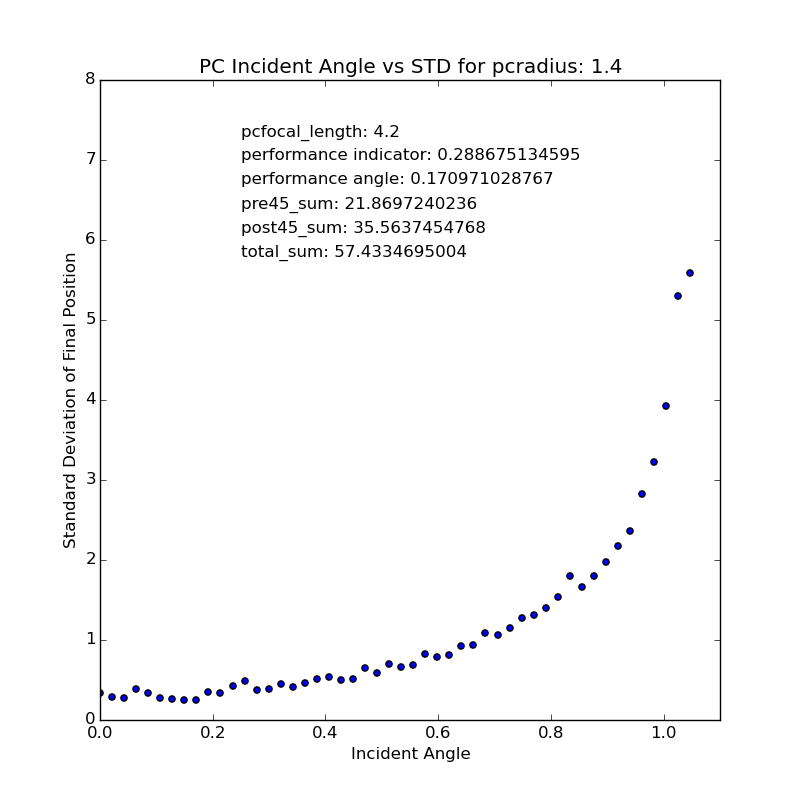 PC Incident Angle vs STD for pcradius: 1.4
8
7
6
5
4
3
2
1
0
Standard Deviation of Final Position
pcfocal_length: 4.2
performance indicator: 0.288675134595
performance angle: 0.170971028767
pre45_sum: 21.8697240236
post45_sum: 35.5637454768
total_sum: 57.4334695004
0.0 0.2 0.4 0.6 0.8 1.0
Incident Angle